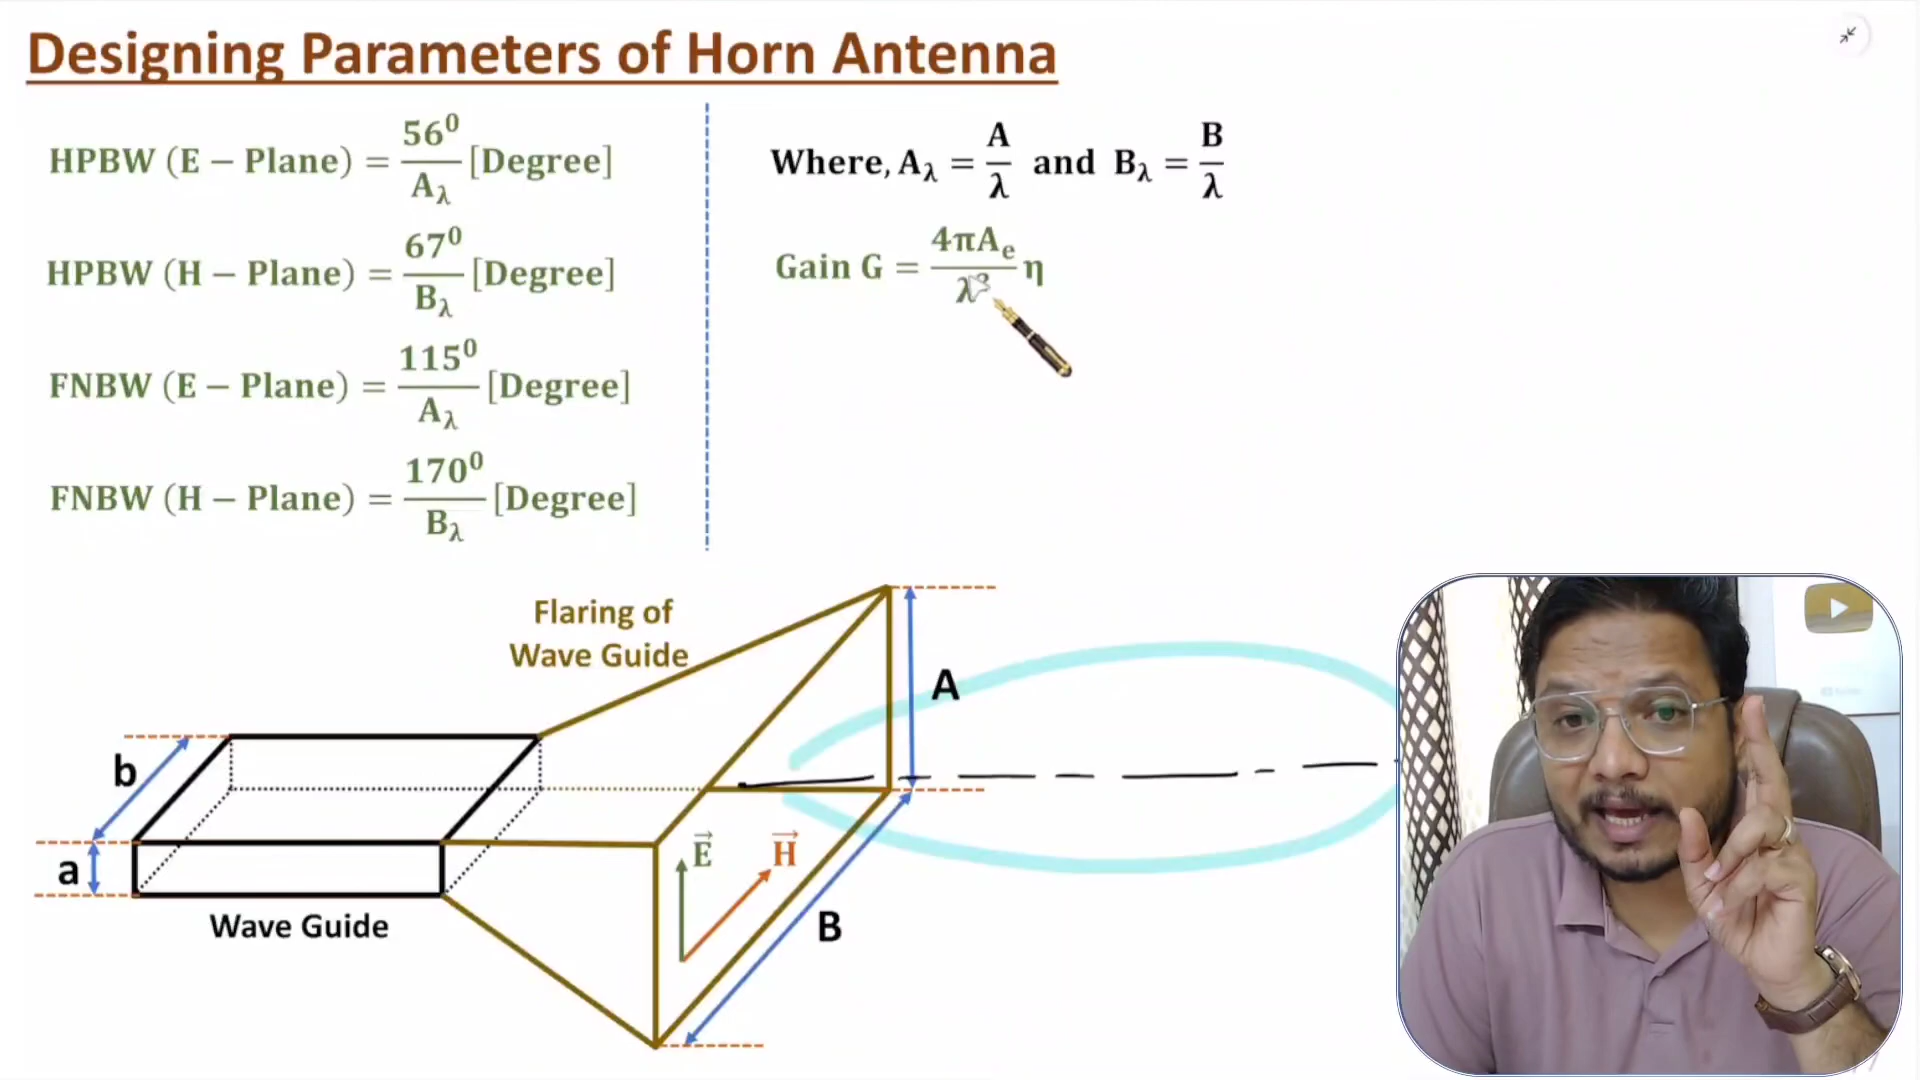 Designing Parameters of Horn Antenna
HPBW (E − Plane) = 56⁰/A_λ [Degree]
HPBW (H − Plane) = 67⁰/B_λ [Degree]
FNBW (E − Plane) = 115⁰/A_λ [Degree]
FNBW (H − Plane) = 170⁰/B_λ [Degree]
Where, A_λ = A/λ and B_λ = B/λ
Gain G = 4πA_e/λ² η
Flaring of
Wave Guide
A
b
a
E⃗
H⃗
B
Wave Guide